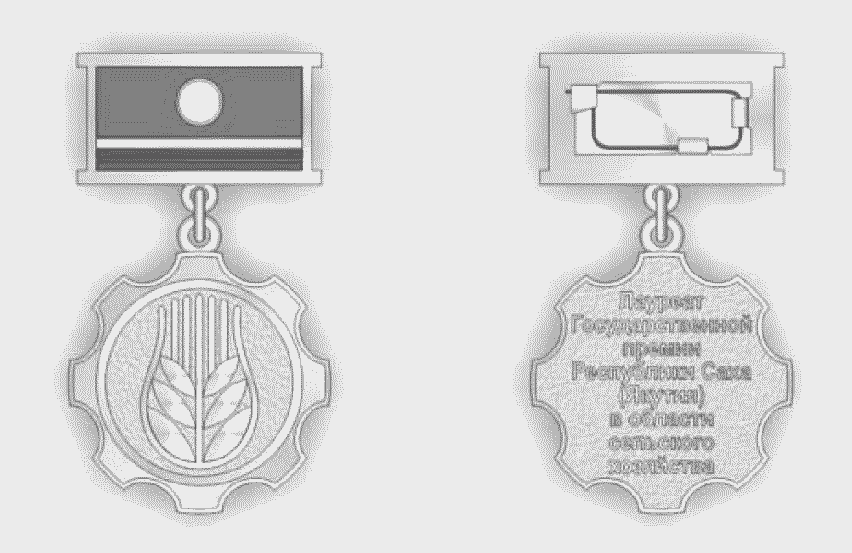 Лауреат
Государственной
премии
Республики Саха
(Якутия)
в области
сельского
хозяйства